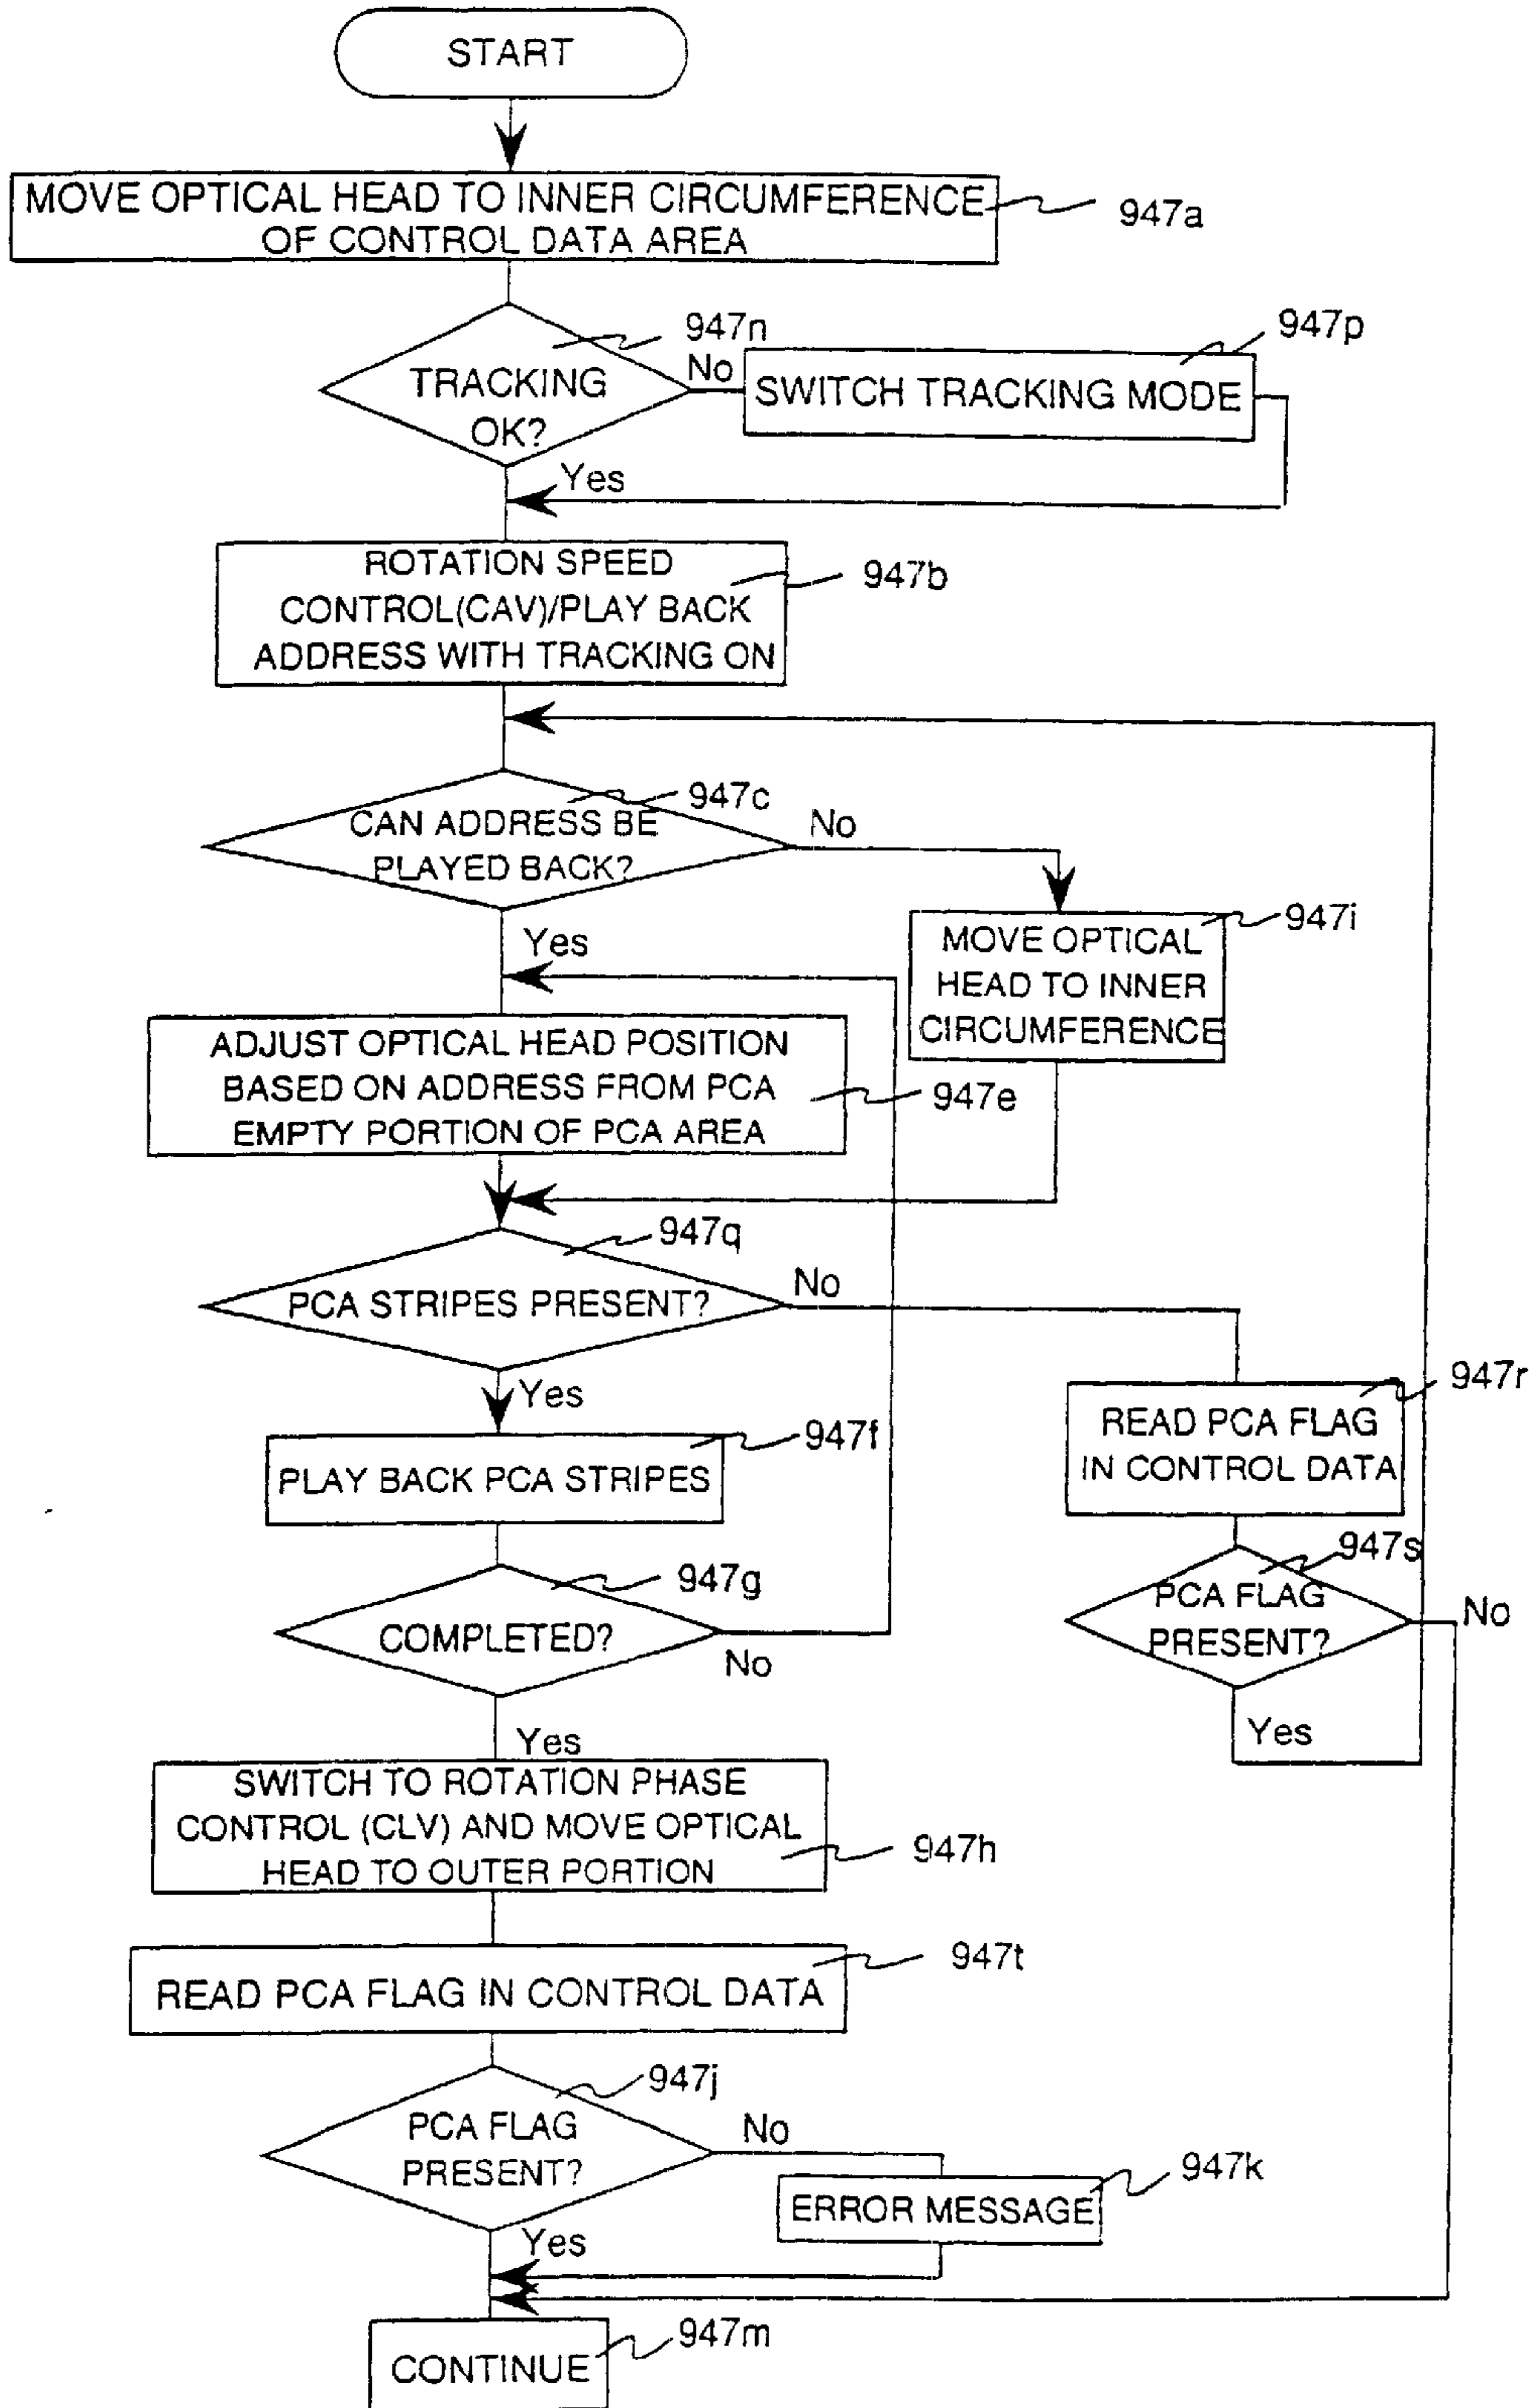 START
MOVE OPTICAL HEAD TO INNER CIRCUMFERENCE
OF CONTROL DATA AREA
947a
947n
TRACKING
OK?
No
947p
SWITCH TRACKING MODE
Yes
ROTATION SPEED
CONTROL(CAV)/PLAY BACK
ADDRESS WITH TRACKING ON
947b
947c
CAN ADDRESS BE
PLAYED BACK?
No
Yes
947i
MOVE OPTICAL
HEAD TO INNER
CIRCUMFERENCE
ADJUST OPTICAL HEAD POSITION
BASED ON ADDRESS FROM PCA
EMPTY PORTION OF PCA AREA
947e
947q
PCA STRIPES PRESENT?
No
Yes
947r
READ PCA FLAG
IN CONTROL DATA
947f
PLAY BACK PCA STRIPES
947s
PCA FLAG
PRESENT?
No
Yes
947g
COMPLETED?
No
Yes
SWITCH TO ROTATION PHASE
CONTROL (CLV) AND MOVE OPTICAL
HEAD TO OUTER PORTION
947h
947t
READ PCA FLAG IN CONTROL DATA
947j
PCA FLAG
PRESENT?
No
947k
ERROR MESSAGE
Yes
947m
CONTINUE